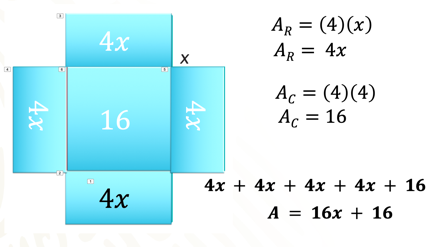 4x
x
4x
16
4x
4x
A_R = (4)(x)
A_R = 4x
A_C = (4)(4)
A_C = 16
4x + 4x + 4x + 4x + 16
A = 16x + 16